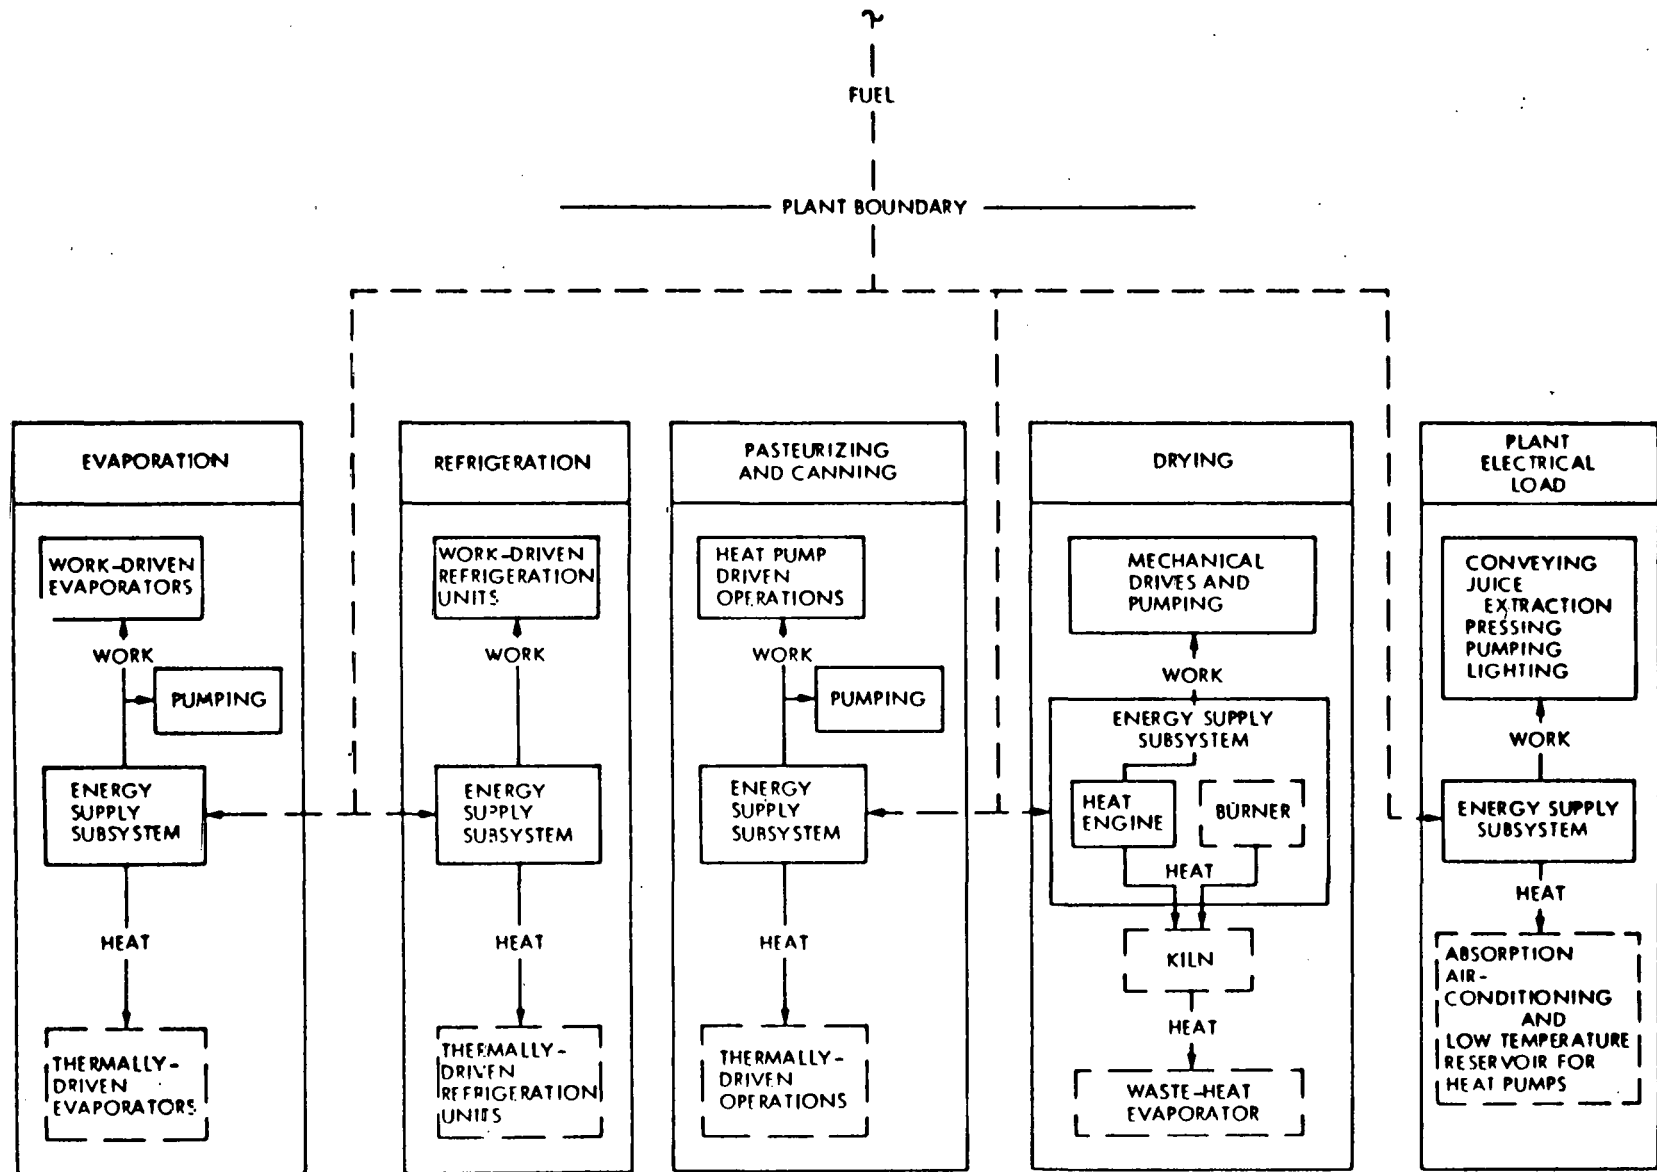 FUEL
PLANT BOUNDARY
EVAPORATION
WORK-DRIVEN
EVAPORATORS
WORK
PUMPING
ENERGY
SUPPLY
SUBSYSTEM
HEAT
THERMALLY-
DRIVEN
EVAPORATORS
REFRIGERATION
WORK-DRIVEN
REFRIGERATION
UNITS
WORK
ENERGY
SUPPLY
SUBSYSTEM
HEAT
THERMALLY-
DRIVEN
REFRIGERATION
UNITS
PASTEURIZING
AND CANNING
HEAT PUMP
DRIVEN
OPERATIONS
WORK
PUMPING
ENERGY
SUPPLY
SUBSYSTEM
HEAT
THERMALLY-
DRIVEN
OPERATIONS
DRYING
MECHANICAL
DRIVES AND
PUMPING
WORK
ENERGY SUPPLY
SUBSYSTEM
HEAT
ENGINE
BURNER
HEAT
KILN
HEAT
WASTE-HEAT
EVAPORATOR
PLANT
ELECTRICAL
LOAD
CONVEYING
JUICE
EXTRACTION
PRESSING
PUMPING
LIGHTING
WORK
ENERGY SUPPLY
SUBSYSTEM
HEAT
ABSORPTION
AIR-
CONDITIONING
AND
LOW TEMPERATURE
RESERVOIR FOR
HEAT PUMPS